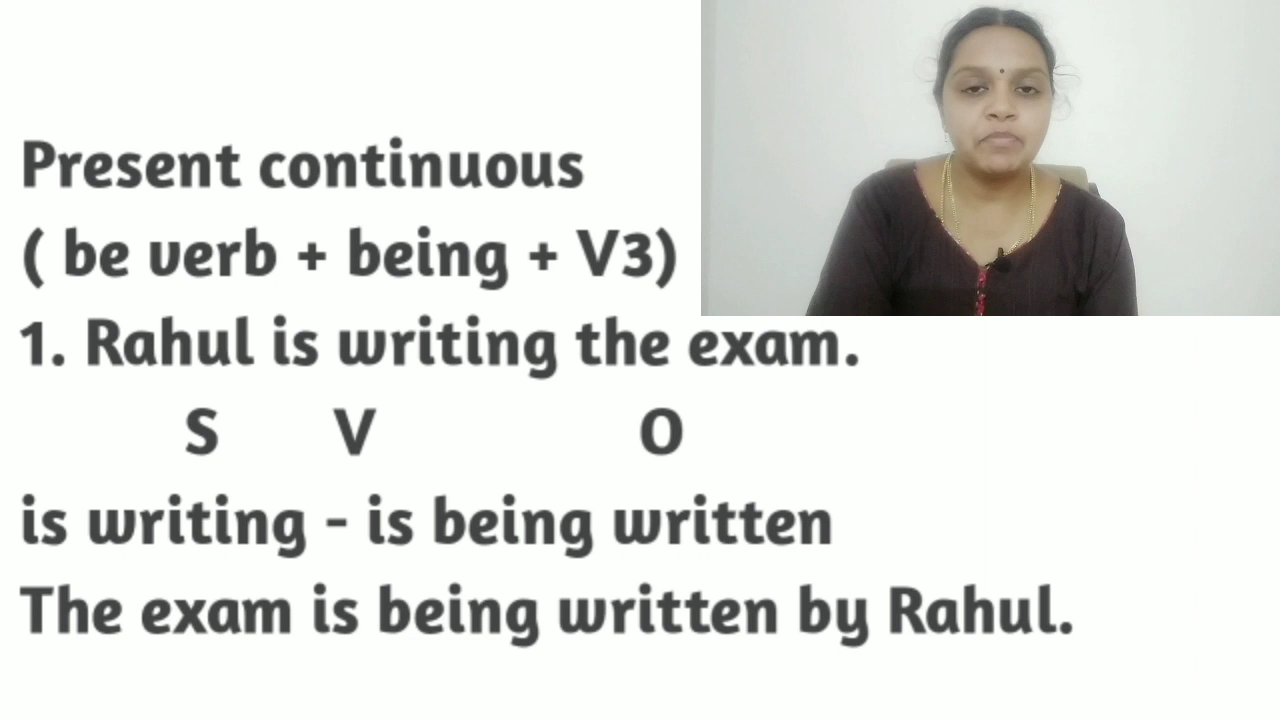 Present continuous
( be verb + being + V3)
1. Rahul is writing the exam.
S V O
is writing - is being written
The exam is being written by Rahul.